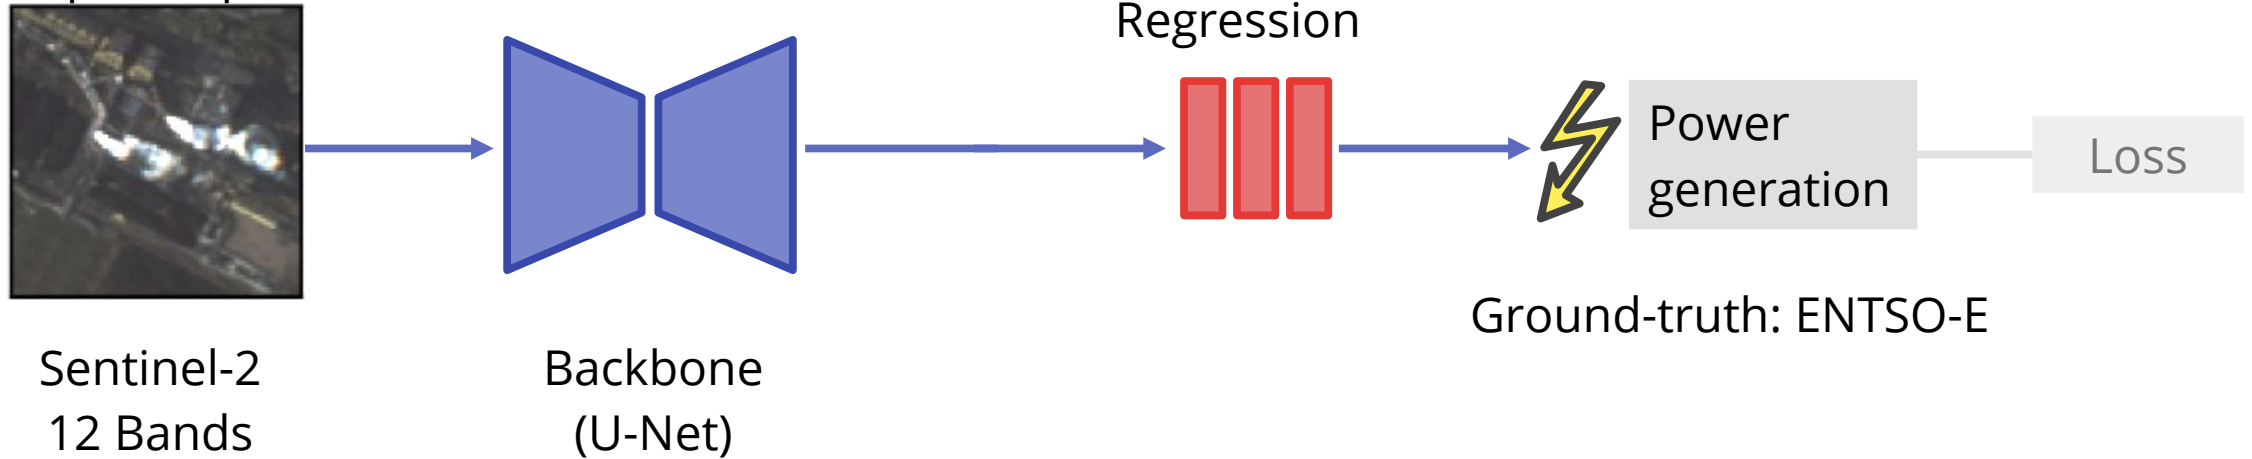 Regression
Power
generation
Loss
Ground-truth: ENTSO-E
Sentinel-2
12 Bands
Backbone
(U-Net)